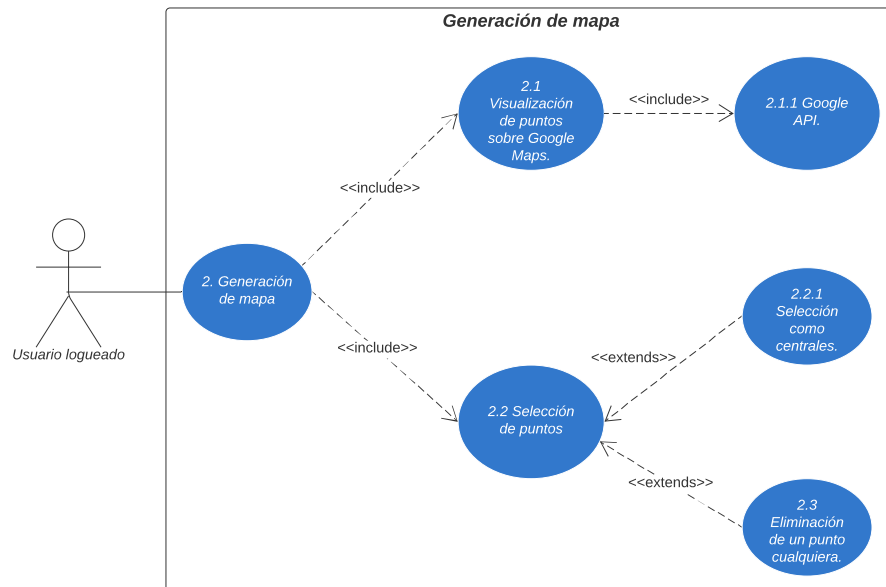 Generación de mapa
2.1
Visualización
de puntos
sobre Google
Maps.
<<include>>
2.1.1 Google
API.
<<include>>
2. Generación
de mapa
Usuario logueado
<<include>>
2.2 Selección
de puntos
<<extends>>
2.2.1
Selección
como
centrales.
<<extends>>
2.3
Eliminación
de un punto
cualquiera.